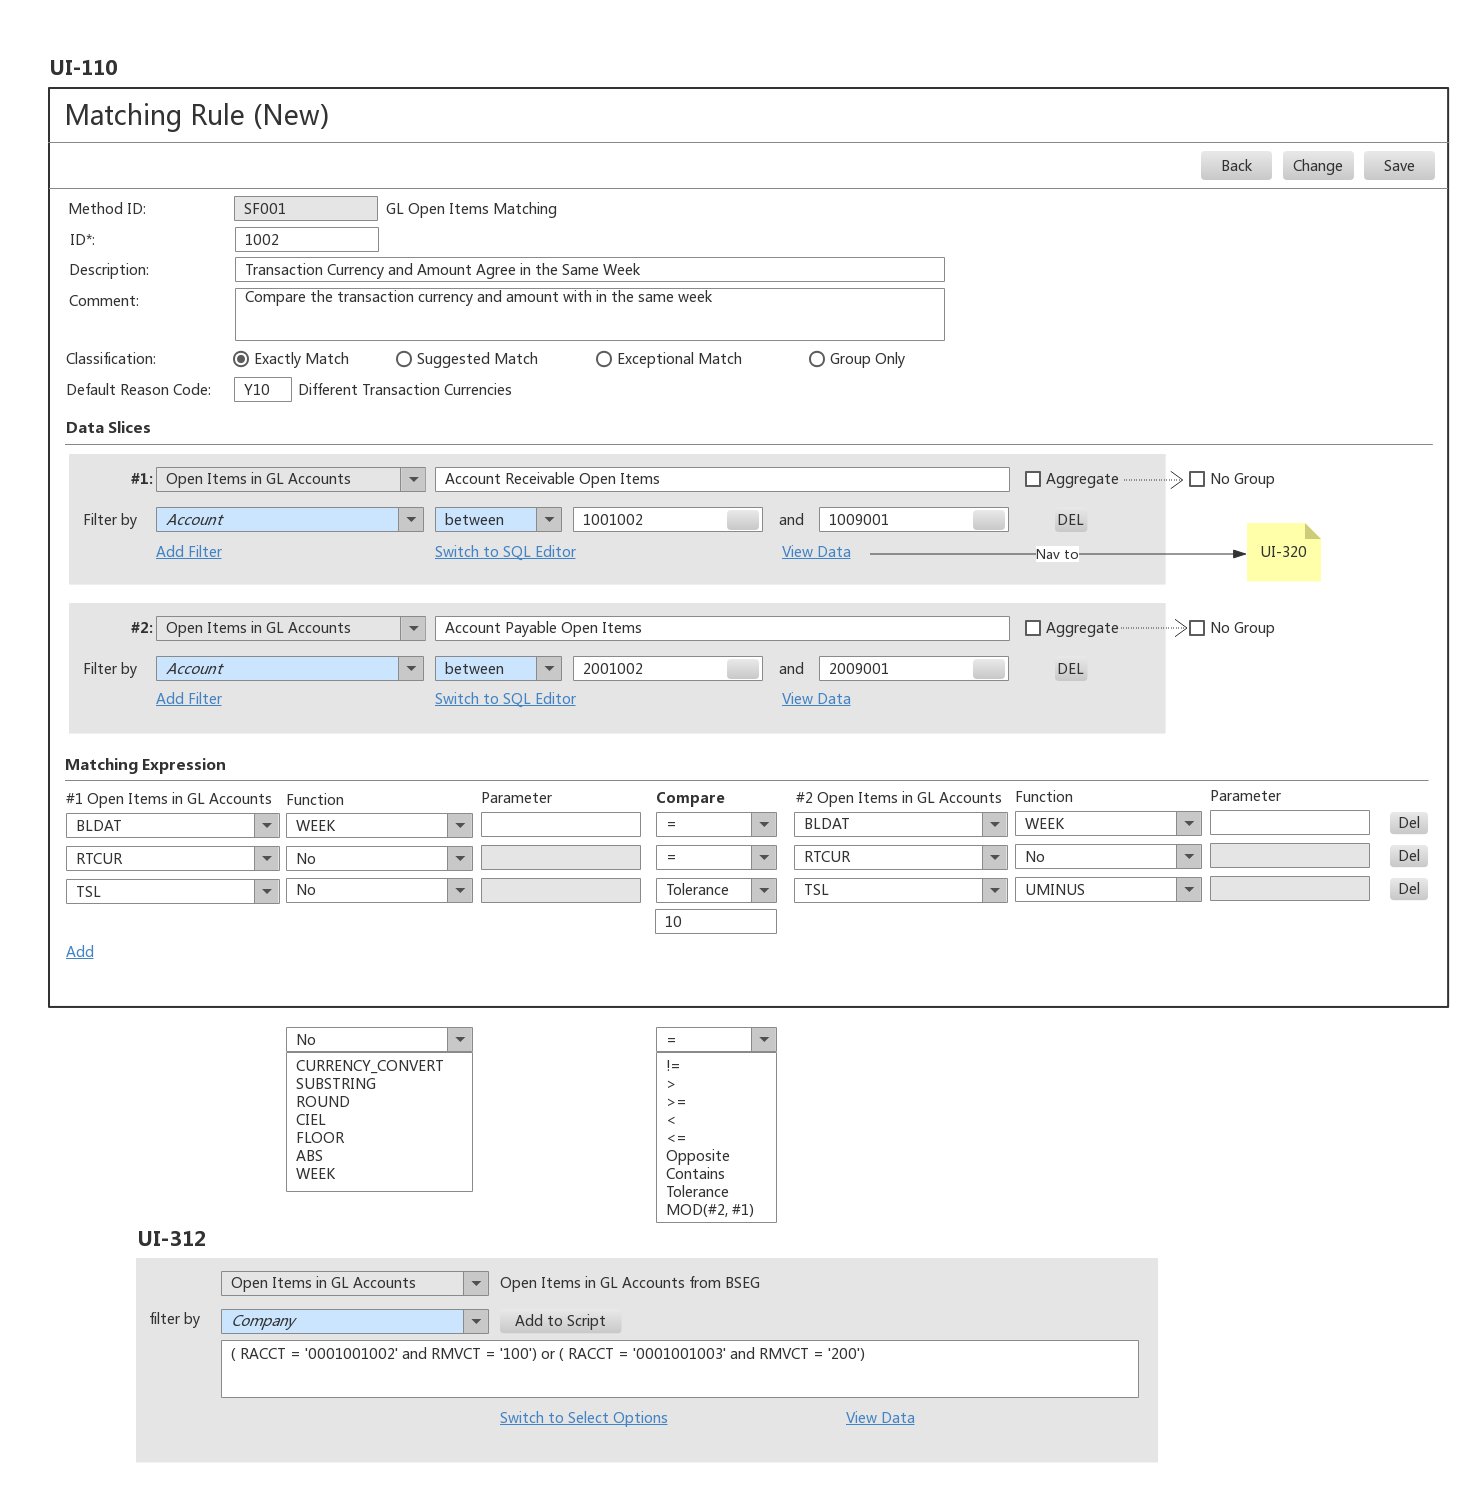 UI-110
Matching Rule (New)
Back Change Save
Method ID: SF001 GL Open Items Matching
ID*: 1002
Description: Transaction Currency and Amount Agree in the Same Week
Comment: Compare the transaction currency and amount with in the same week
Classification: Exactly Match Suggested Match Exceptional Match Group Only
Default Reason Code: Y10 Different Transaction Currencies
Data Slices
#1: Open Items in GL Accounts Account Receivable Open Items Aggregate No Group
Filter by Account between 1001002 and 1009001 DEL
Add Filter Switch to SQL Editor View Data Nav to UI-320
#2: Open Items in GL Accounts Account Payable Open Items Aggregate No Group
Filter by Account between 2001002 and 2009001 DEL
Add Filter Switch to SQL Editor View Data
Matching Expression
#1 Open Items in GL Accounts Function Parameter Compare #2 Open Items in GL Accounts Function Parameter
BLDAT WEEK = BLDAT WEEK Del
RTCUR No = RTCUR No Del
TSL No Tolerance TSL UMINUS Del
10
Add
No =
CURRENCY_CONVERT !=
SUBSTRING >
ROUND >=
CIEL <
FLOOR <=
ABS Opposite
WEEK Contains
Tolerance
MOD(#2, #1)
UI-312
Open Items in GL Accounts Open Items in GL Accounts from BSEG
filter by Company Add to Script
( RACCT = '0001001002' and RMVCT = '100') or ( RACCT = '0001001003' and RMVCT = '200')
Switch to Select Options View Data